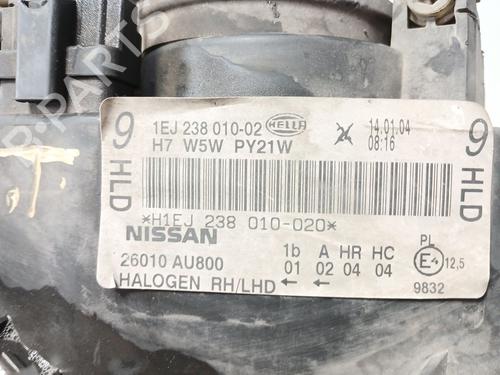 9 HLD
1EJ 238 010-02 HELLA 14.01.04
H7 W5W PY21W 08:16
9 HLD
*H1EJ 238 010-020*
NISSAN 1b A HR HC PL
26010 AU800 01 02 04 04 E4 12,5
HALOGEN RH/LHD ← ← 9832